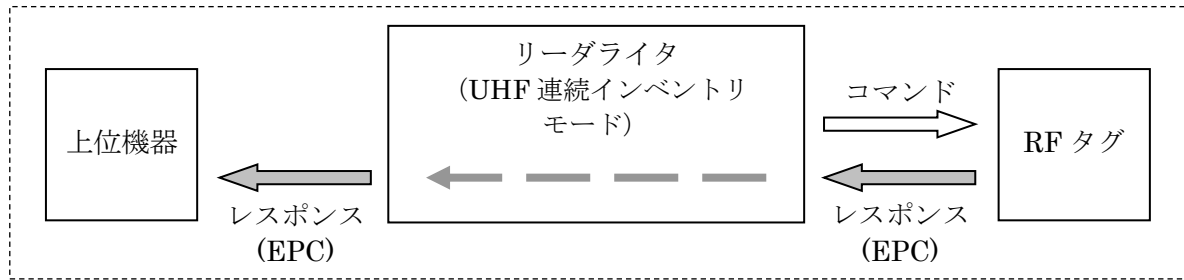 リーダライタ
(UHF 連続インベントリ
モード)
上位機器
コマンド
RF タグ
レスポンス
(EPC)
レスポンス
(EPC)